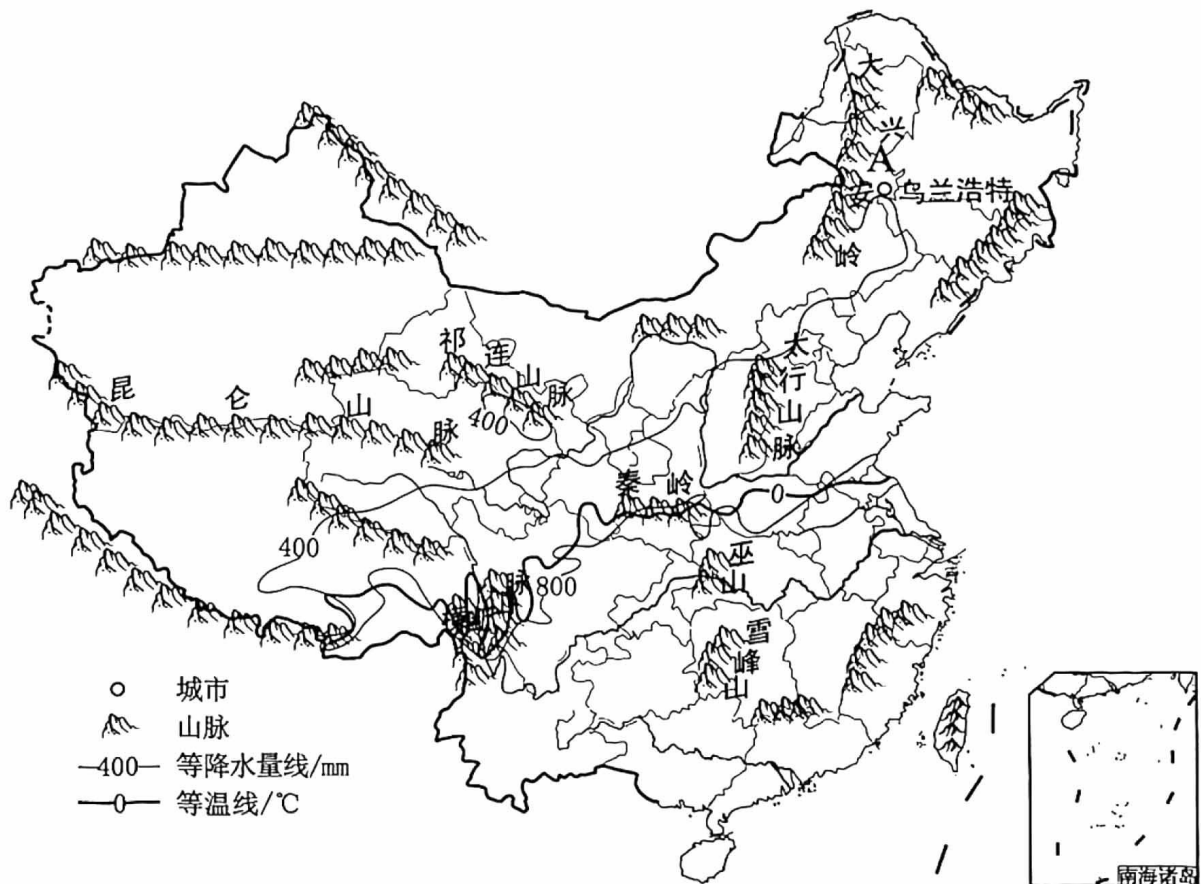 大
兴
A
安
乌兰浩特
岭
祁连山脉
太行山脉
昆仑山脉
400
秦岭
0
400
巫山
脉
800
雪峰山
城市
山脉
400 等降水量线/mm
0 等温线/℃
南海诸岛